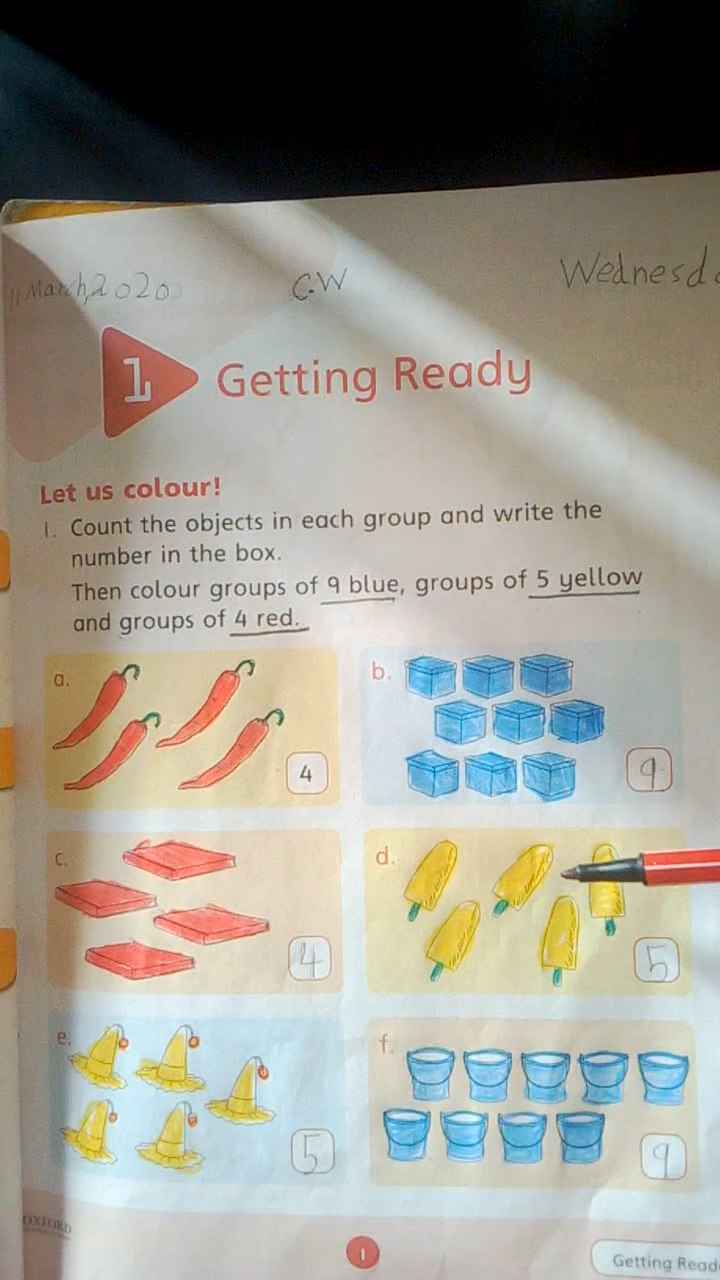 11 March, 2020 C.W Wednesd
1 Getting Ready
Let us colour!
1. Count the objects in each group and write the
number in the box.
Then colour groups of 9 blue, groups of 5 yellow
and groups of 4 red.
a. 4 b. 9
c. 4 d. 5
e. 5 f. 9
OXFORD
1
Getting Read